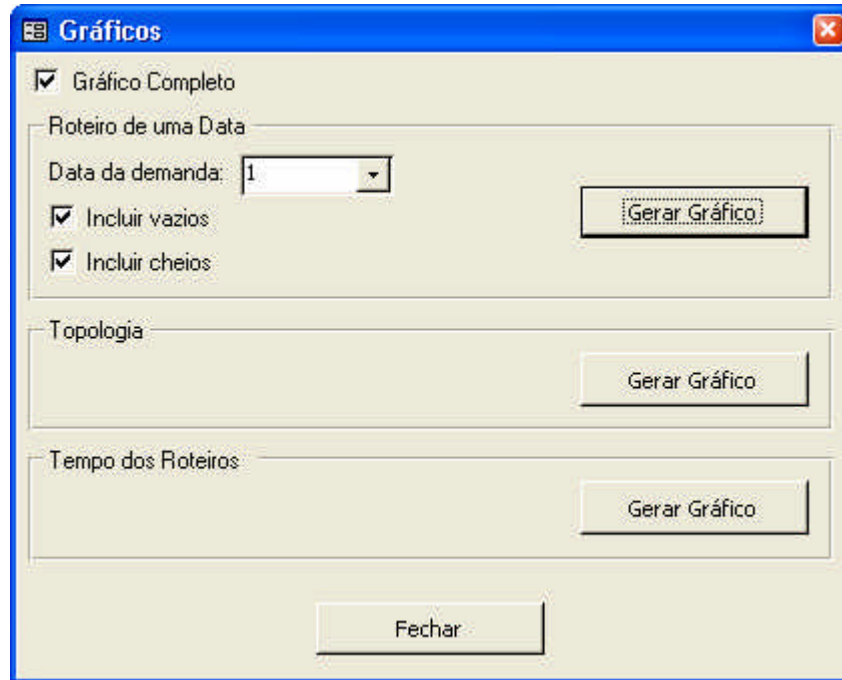 Gráficos
Gráfico Completo
Roteiro de uma Data
Data da demanda: 1
Incluir vazios
Gerar Gráfico
Incluir cheios
Topologia
Gerar Gráfico
Tempo dos Roteiros
Gerar Gráfico
Fechar